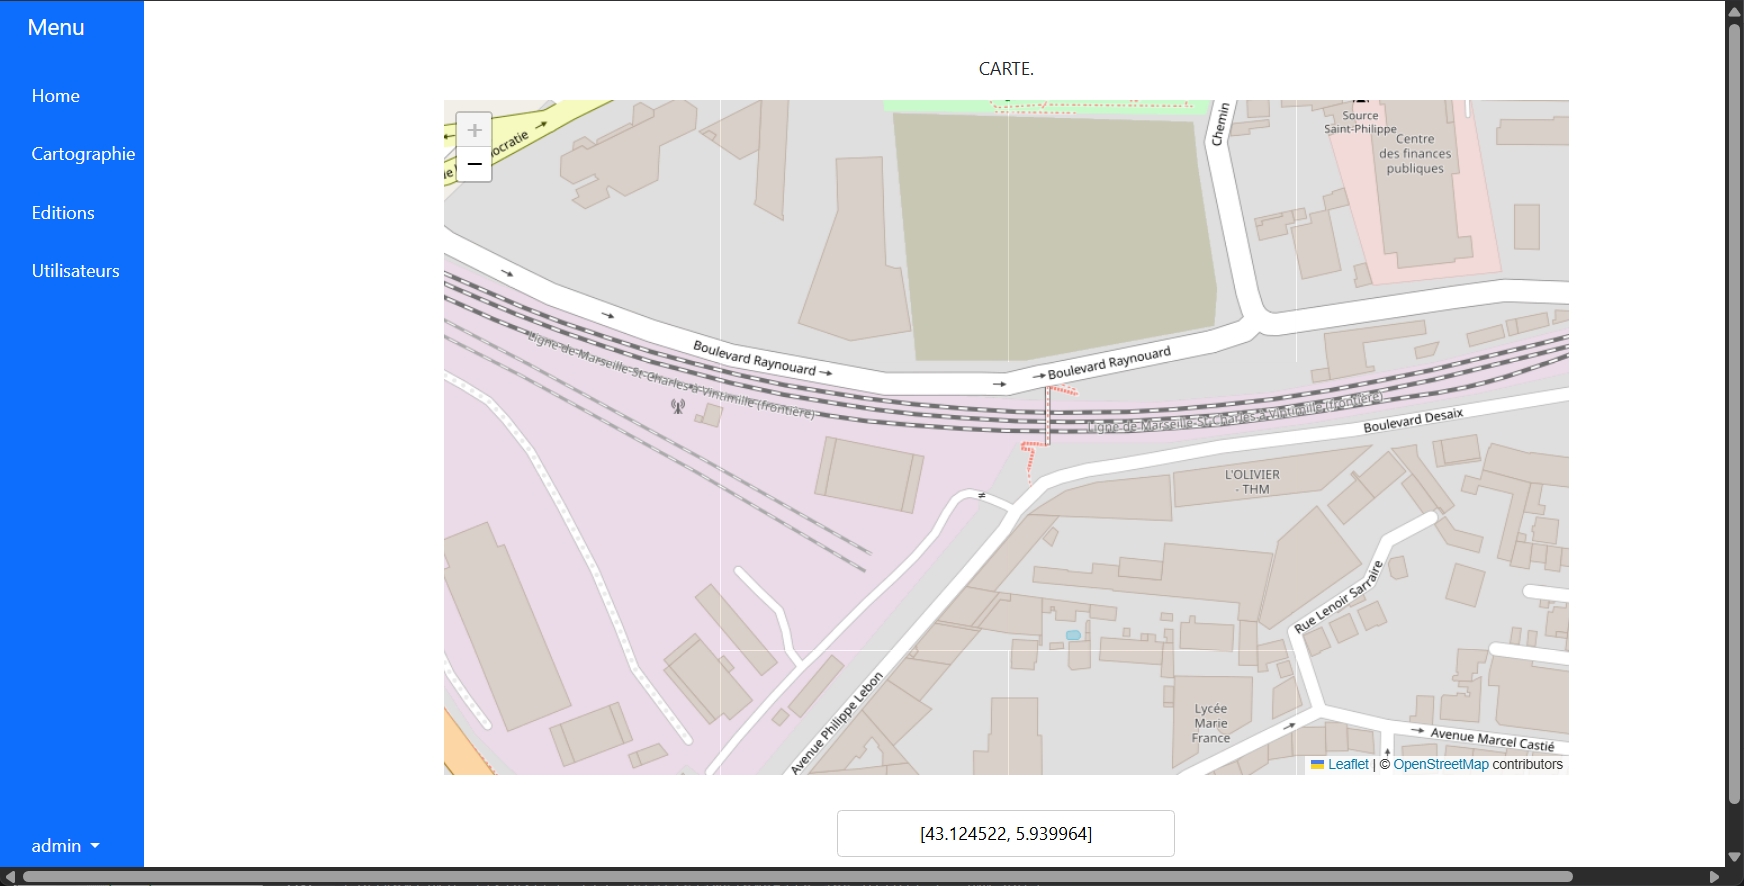 Menu
Home
Cartographie
Editions
Utilisateurs
admin
CARTE.
+
−
ocratie
Chemin
Source
Saint-Philippe
Centre
des finances
publiques
Boulevard Raynouard
Boulevard Raynouard
Ligne de Marseille-St-Charles à Vintimille (frontière)
Ligne de Marseille-St-Charles à Vintimille (frontière)
Boulevard Desaix
L'OLIVIER
- THM
Rue Lenoir Sarraire
Avenue Philippe Lebon
Lycée
Marie
France
Avenue Marcel Castié
Leaflet | © OpenStreetMap contributors
[43.124522, 5.939964]